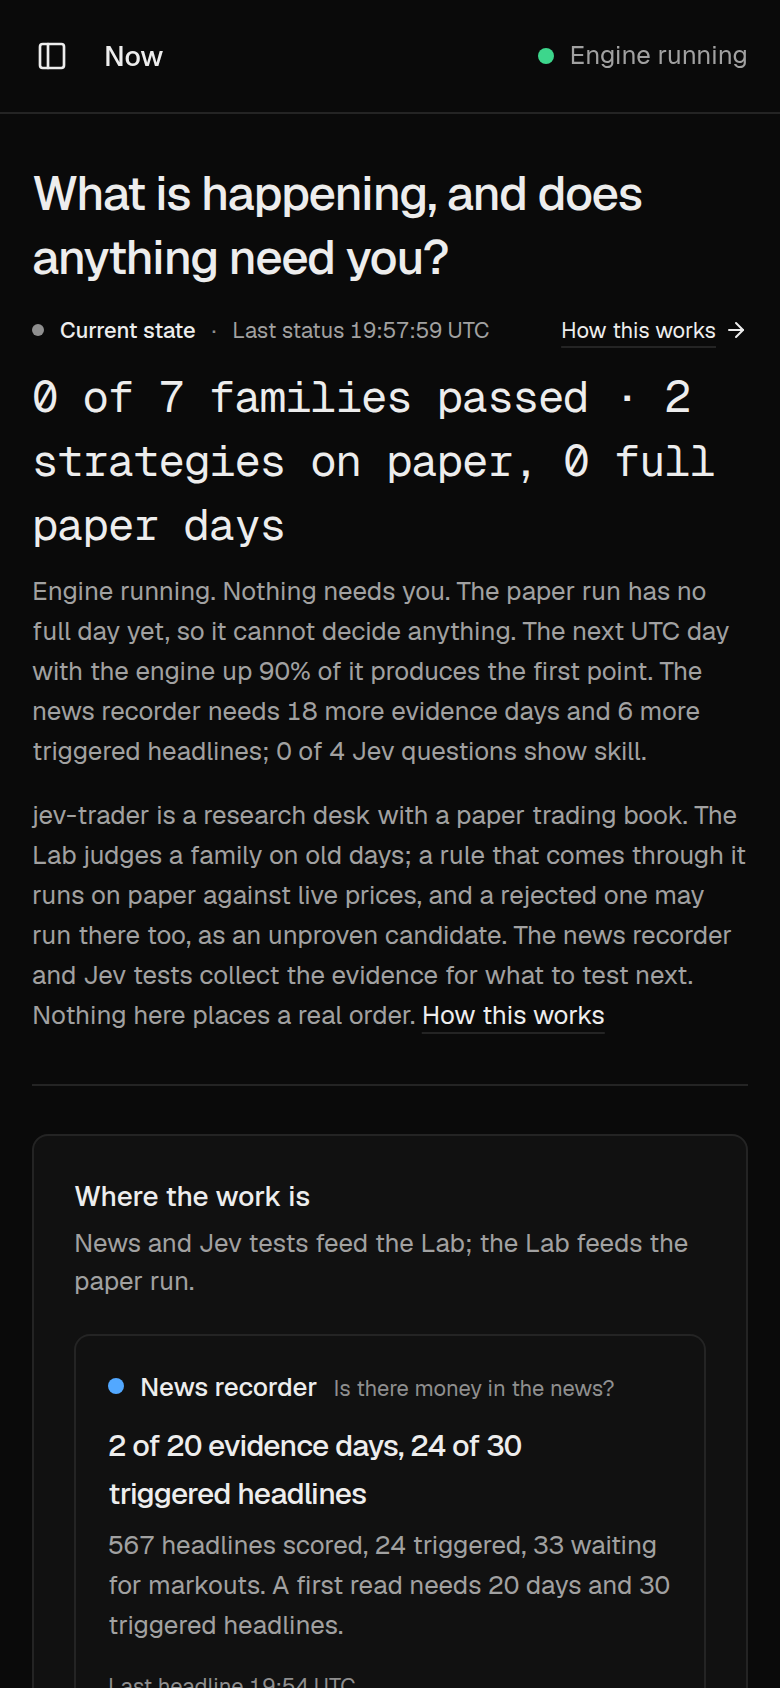 Now
Engine running
What is happening, and does
anything need you?
Current state · Last status 19:57:59 UTC
How this works →
0 of 7 families passed · 2
strategies on paper, 0 full
paper days
Engine running. Nothing needs you. The paper run has no
full day yet, so it cannot decide anything. The next UTC day
with the engine up 90% of it produces the first point. The
news recorder needs 18 more evidence days and 6 more
triggered headlines; 0 of 4 Jev questions show skill.
jev-trader is a research desk with a paper trading book. The
Lab judges a family on old days; a rule that comes through it
runs on paper against live prices, and a rejected one may
run there too, as an unproven candidate. The news recorder
and Jev tests collect the evidence for what to test next.
Nothing here places a real order. How this works
Where the work is
News and Jev tests feed the Lab; the Lab feeds the
paper run.
News recorder Is there money in the news?
2 of 20 evidence days, 24 of 30
triggered headlines
567 headlines scored, 24 triggered, 33 waiting
for markouts. A first read needs 20 days and 30
triggered headlines.
Last headline 19:54 UTC